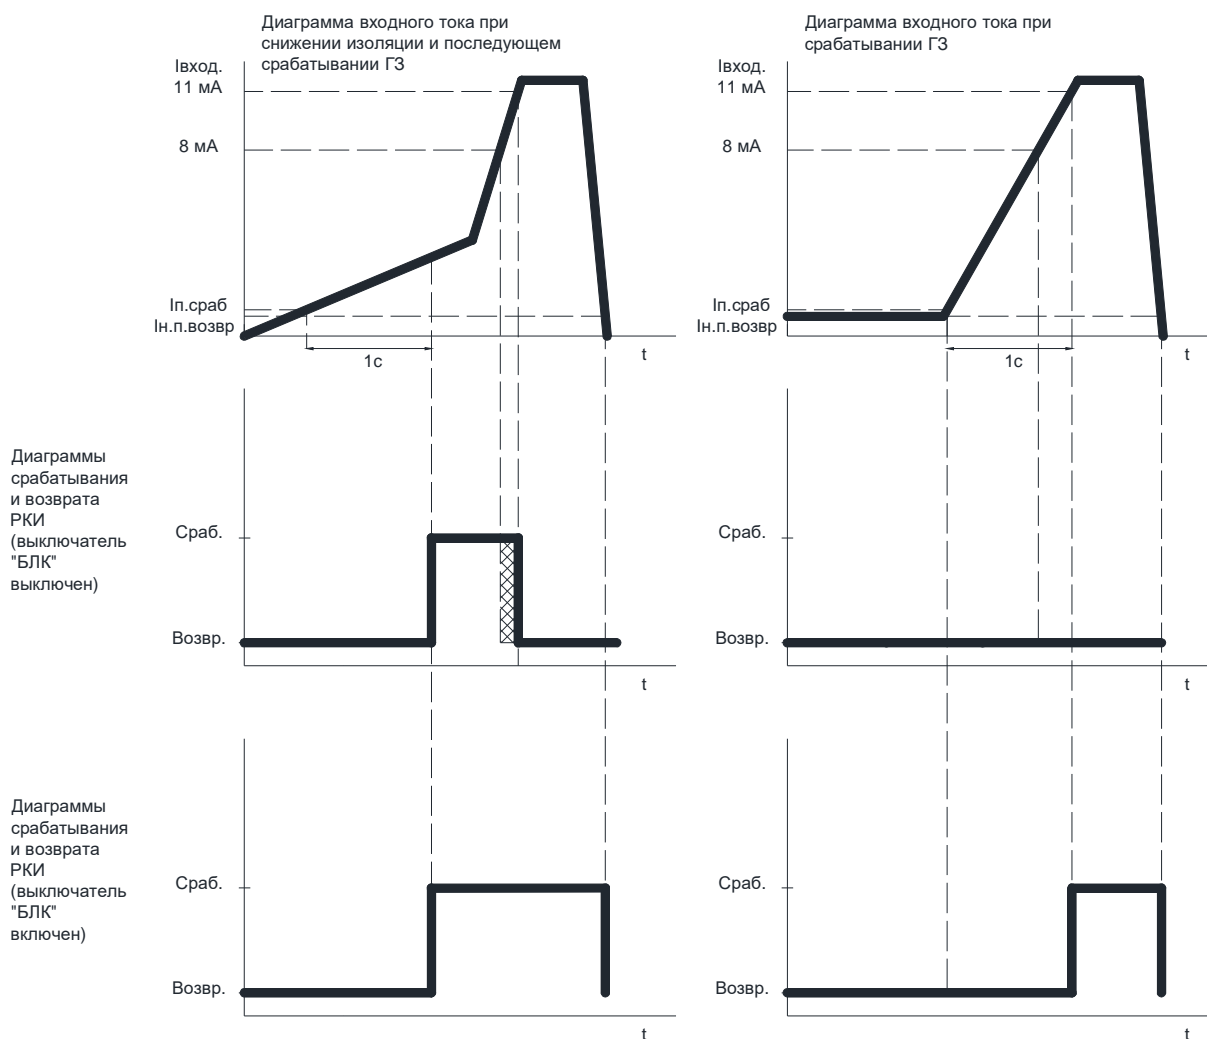 Диаграмма входного тока при
снижении изоляции и последующем
срабатывании ГЗ
Iвход.
11 мА
8 мА
Iп.сраб
Iн.п.возвр
1с
t
Диаграмма входного тока при
срабатывании ГЗ
Iвход.
11 мА
8 мА
Iп.сраб
Iн.п.возвр
1с
t
Диаграммы
срабатывания
и возврата
РКИ
(выключатель
"БЛК"
выключен)
Сраб.
Возвр.
t
Сраб.
Возвр.
t
Диаграммы
срабатывания
и возврата
РКИ
(выключатель
"БЛК"
включен)
Сраб.
Возвр.
t
Сраб.
Возвр.
t